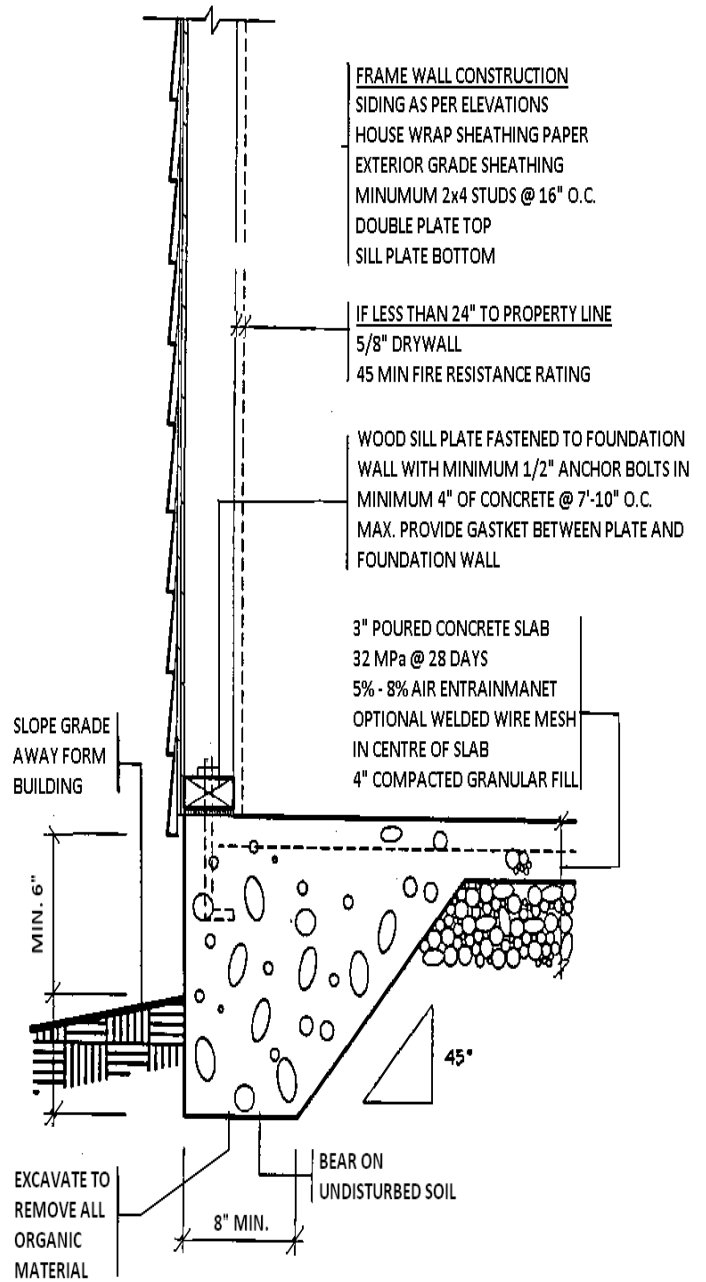 FRAME WALL CONSTRUCTION
SIDING AS PER ELEVATIONS
HOUSE WRAP SHEATHING PAPER
EXTERIOR GRADE SHEATHING
MINUMUM 2x4 STUDS @ 16" O.C.
DOUBLE PLATE TOP
SILL PLATE BOTTOM
IF LESS THAN 24" TO PROPERTY LINE
5/8" DRYWALL
45 MIN FIRE RESISTANCE RATING
WOOD SILL PLATE FASTENED TO FOUNDATION
WALL WITH MINIMUM 1/2" ANCHOR BOLTS IN
MINIMUM 4" OF CONCRETE @ 7'-10" O.C.
MAX. PROVIDE GASTKET BETWEEN PLATE AND
FOUNDATION WALL
3" POURED CONCRETE SLAB
32 MPa @ 28 DAYS
5% - 8% AIR ENTRAINMANET
OPTIONAL WELDED WIRE MESH
IN CENTRE OF SLAB
4" COMPACTED GRANULAR FILL
SLOPE GRADE
AWAY FORM
BUILDING
MIN. 6"
45°
BEAR ON
UNDISTURBED SOIL
EXCAVATE TO
REMOVE ALL
ORGANIC
MATERIAL
8" MIN.